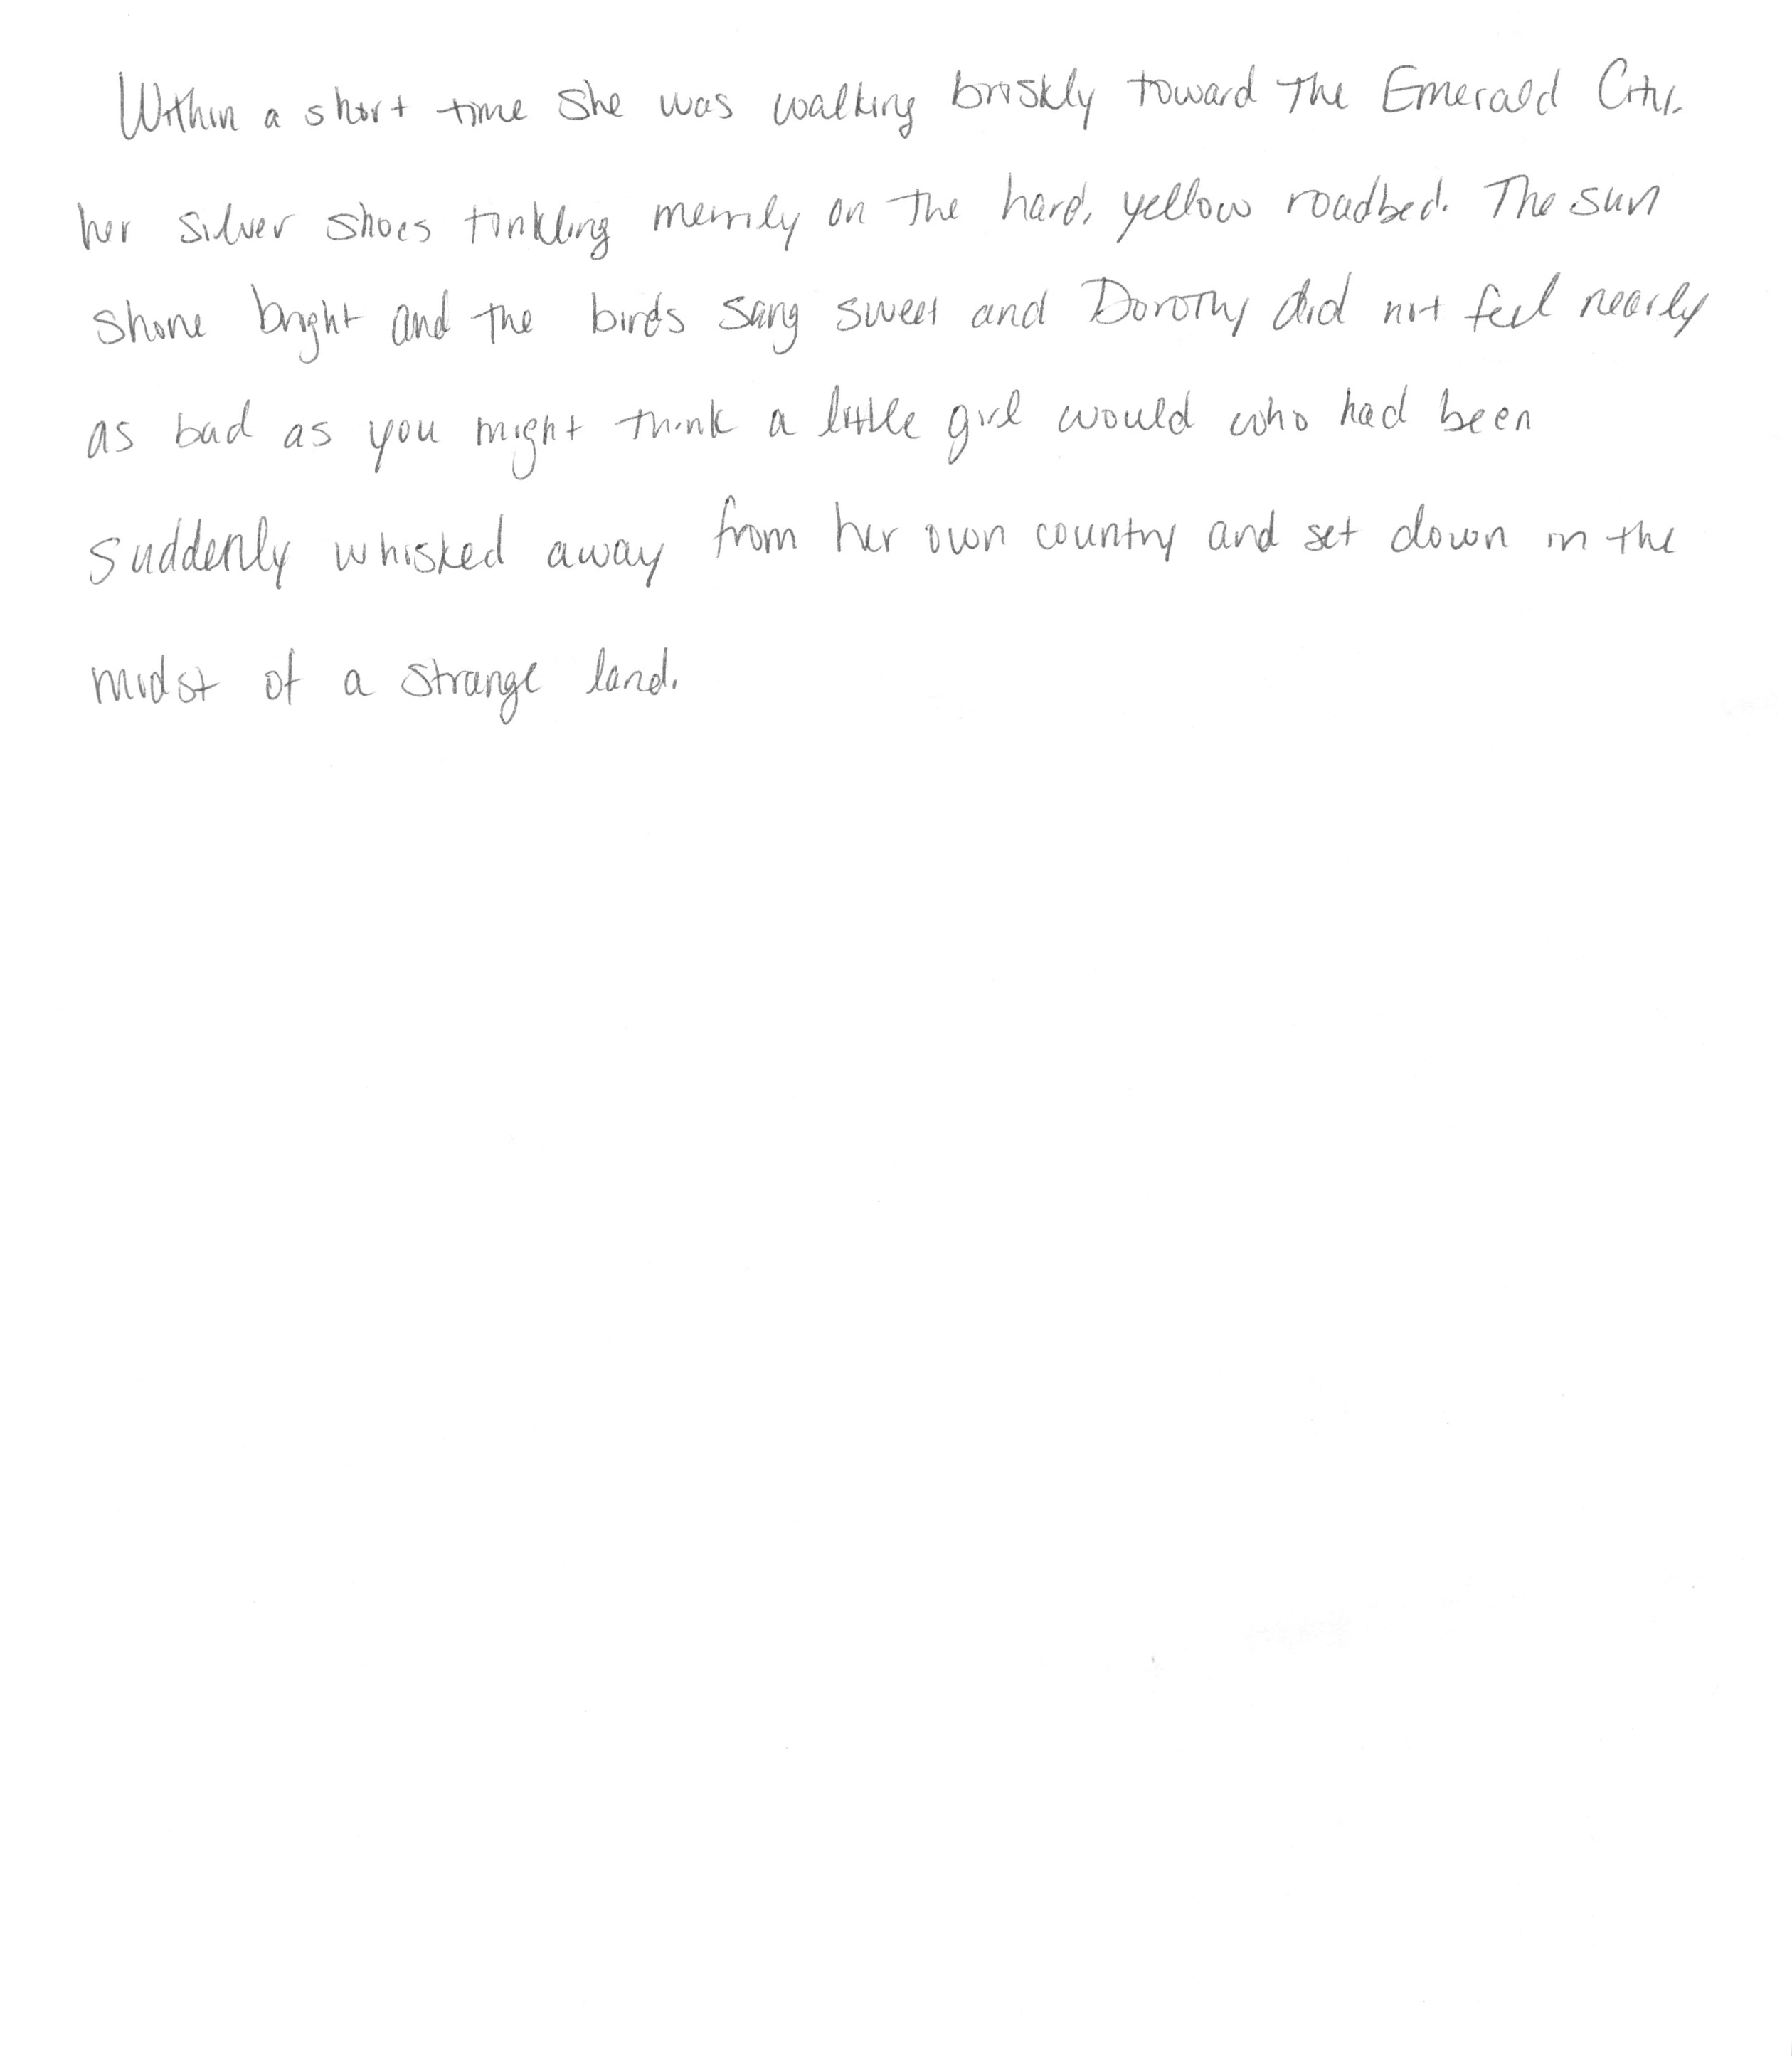 Within a short time she was walking briskly toward the Emerald City,
her silver shoes tinkling merrily on the hard, yellow roadbed. The sun
shone bright and the birds sang sweet and Dorothy did not feel nearly
as bad as you might think a little girl would who had been
suddenly whisked away from her own country and set down in the
midst of a strange land.